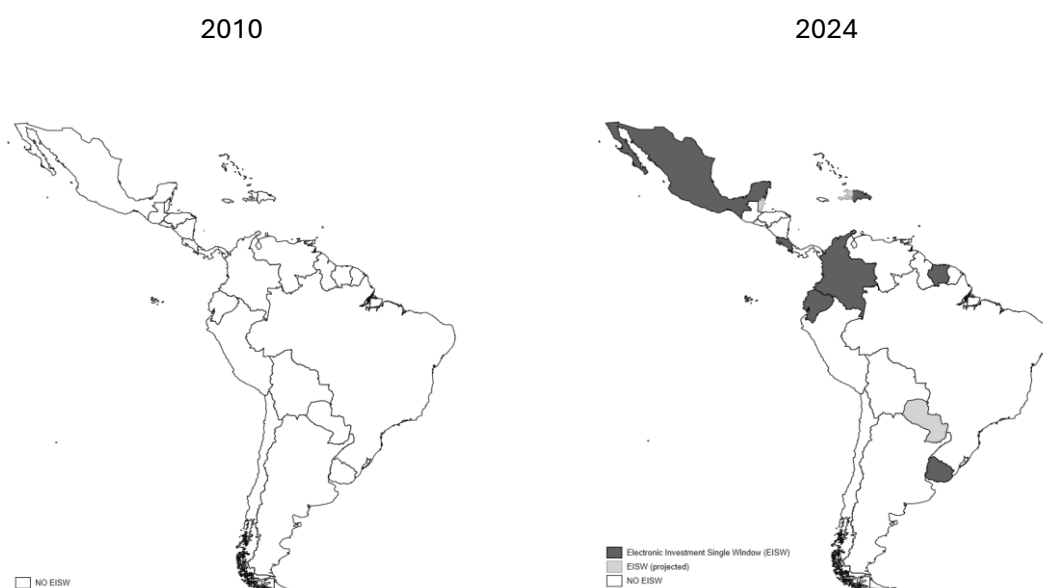 2010
2024
NO EISW
Electronic Investment Single Window (EISW)
EISW (projected)
NO EISW